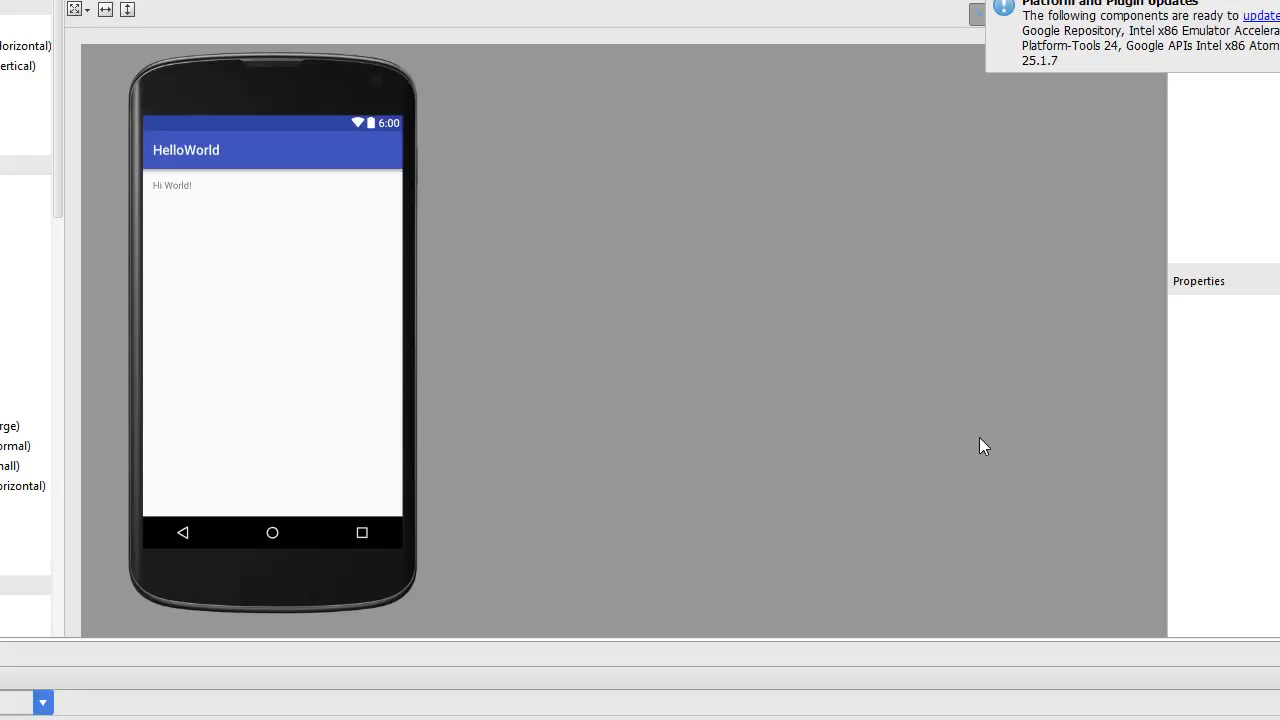 Platform and Plugin Updates
The following components are ready to update
Google Repository, Intel x86 Emulator Accelera
Platform-Tools 24, Google APIs Intel x86 Atom
25.1.7
Horizontal)
ertical)
6:00
HelloWorld
Hi World!
Properties
rge)
ormal)
nall)
orizontal)